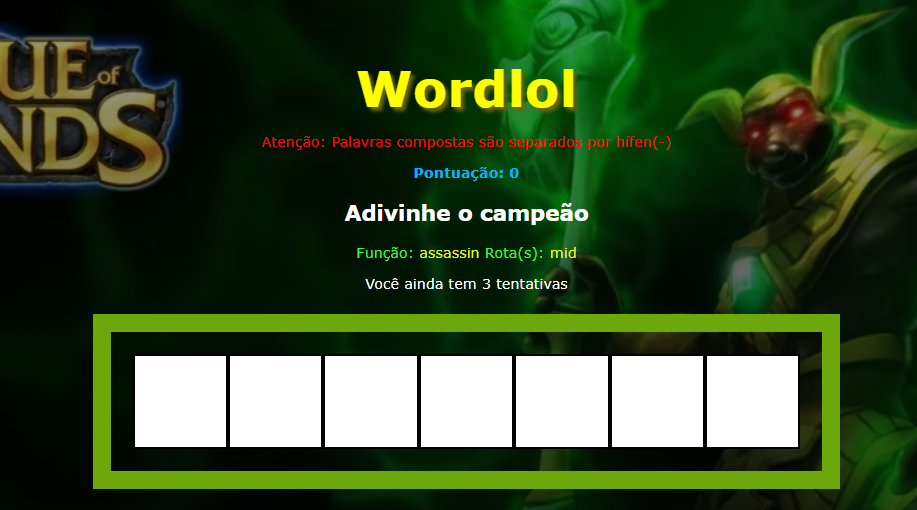 UE of
NDS
Wordlol
Atenção: Palavras compostas são separados por hífen(-)
Pontuação: 0
Adivinhe o campeão
Função: assassin Rota(s): mid
Você ainda tem 3 tentativas